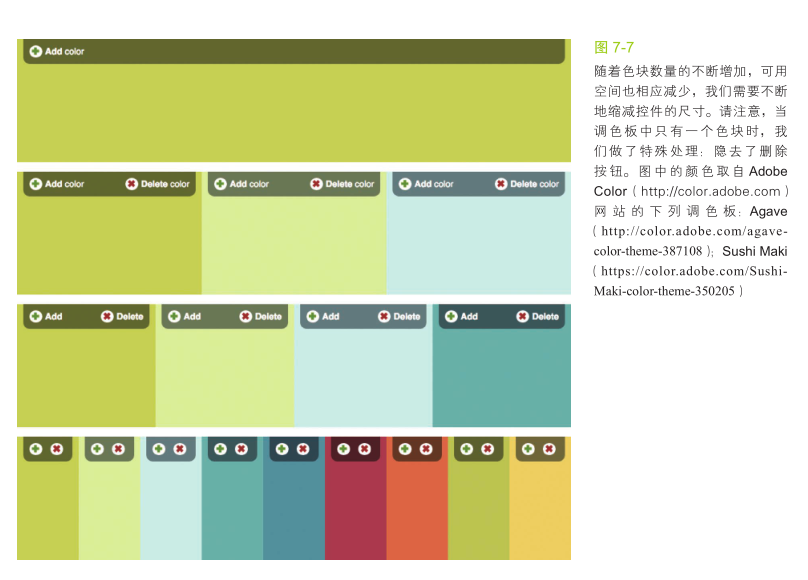 Add color
Add color Delete color Add color Delete color Add color Delete color
Add Delete Add Delete Add Delete Add Delete
图 7-7
随着色块数量的不断增加，可用
空间也相应减少，我们需要不断
地缩减控件的尺寸。请注意，当
调色板中只有一个色块时，我
们做了特殊处理：隐去了删除
按钮。图中的颜色取自 Adobe
Color（http://color.adobe.com）
网站的下列调色板：Agave
（http://color.adobe.com/agave-
color-theme-387108）；Sushi Maki
（https://color.adobe.com/Sushi-
Maki-color-theme-350205）